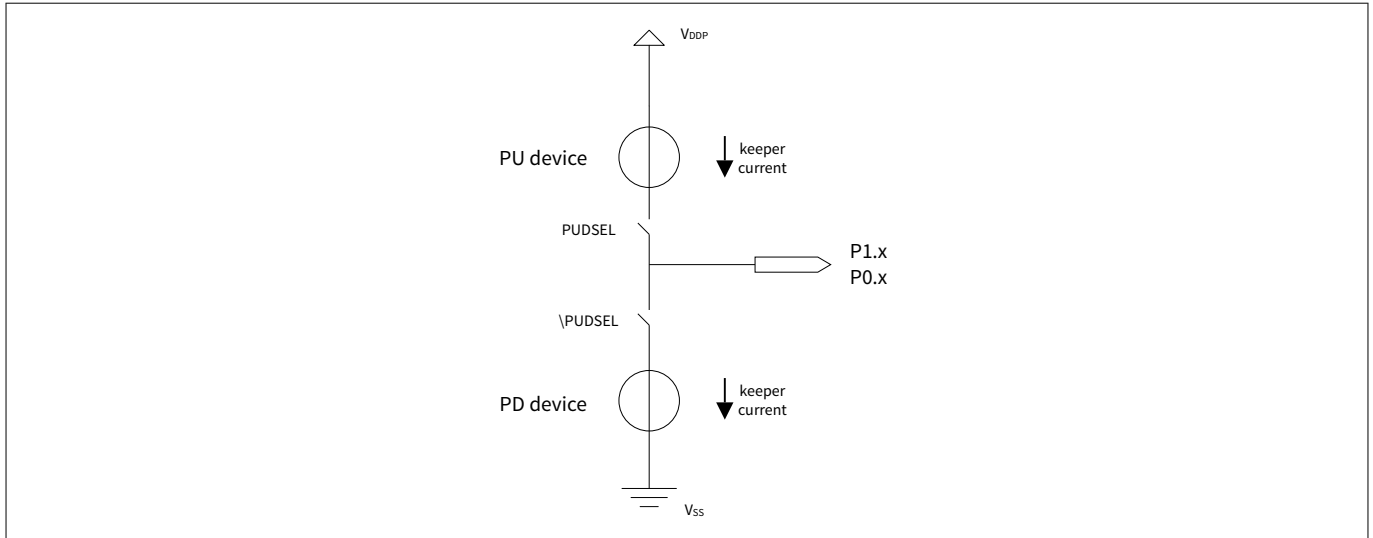 VDDP
PU device
keeper
current
PUDSEL
P1.x
P0.x
\PUDSEL
PD device
keeper
current
VSS